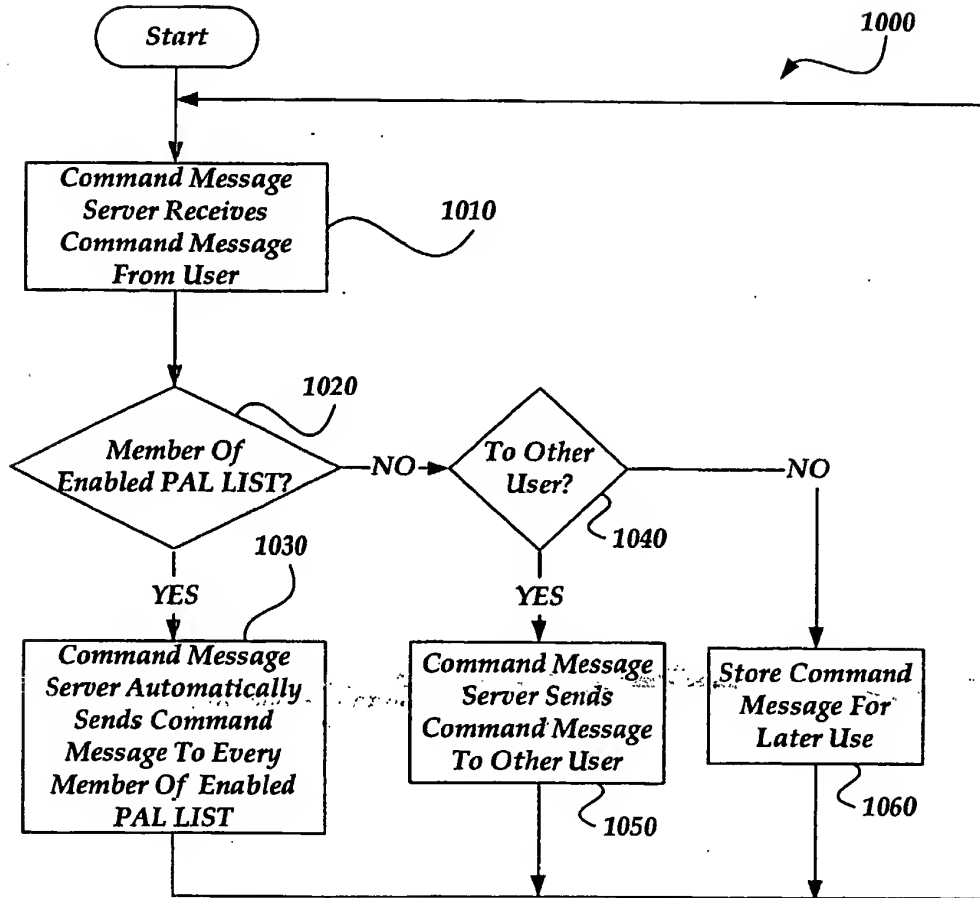 Start
1000
Command Message
Server Receives
Command Message
From User
1010
1020
Member Of
Enabled PAL LIST?
NO
To Other
User?
NO
1040
1030
YES
YES
Command Message
Server Automatically
Sends Command
Message To Every
Member Of Enabled
PAL LIST
Command Message
Server Sends
Command Message
To Other User
Store Command
Message For
Later Use
1050
1060